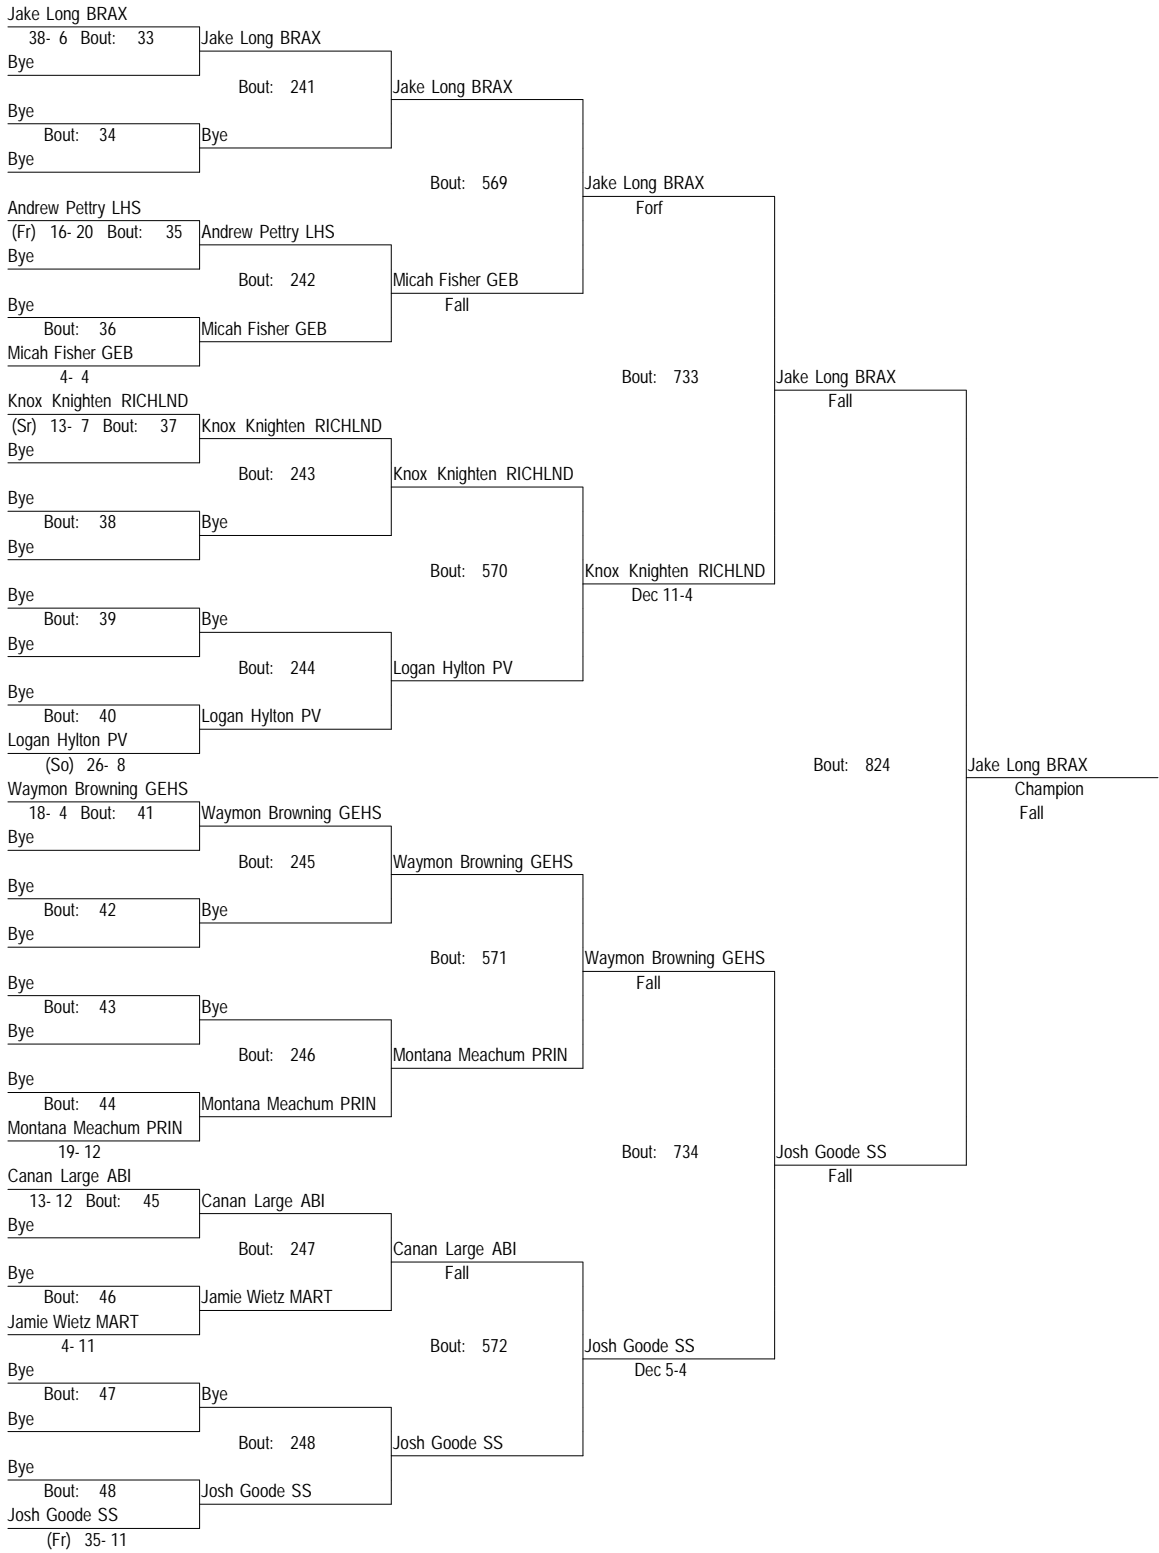 Jake Long BRAX
38- 6 Bout: 33
Jake Long BRAX
Bye
Bout: 241
Jake Long BRAX
Bye
Bout: 34
Bye
Bye
Bout: 569
Jake Long BRAX
Forf
Andrew Pettry LHS
(Fr) 16- 20 Bout: 35
Andrew Pettry LHS
Bye
Bout: 242
Micah Fisher GEB
Fall
Bye
Bout: 36
Micah Fisher GEB
Micah Fisher GEB
4- 4
Bout: 733
Jake Long BRAX
Fall
Knox Knighten RICHLND
(Sr) 13- 7 Bout: 37
Knox Knighten RICHLND
Bye
Bout: 243
Knox Knighten RICHLND
Bye
Bout: 38
Bye
Bye
Bout: 570
Knox Knighten RICHLND
Dec 11-4
Bye
Bout: 39
Bye
Bye
Bout: 244
Logan Hylton PV
Bye
Bout: 40
Logan Hylton PV
Logan Hylton PV
(So) 26- 8
Bout: 824
Jake Long BRAX
Champion
Fall
Waymon Browning GEHS
18- 4 Bout: 41
Waymon Browning GEHS
Bye
Bout: 245
Waymon Browning GEHS
Bye
Bout: 42
Bye
Bye
Bout: 571
Waymon Browning GEHS
Fall
Bye
Bout: 43
Bye
Bye
Bout: 246
Montana Meachum PRIN
Bye
Bout: 44
Montana Meachum PRIN
Montana Meachum PRIN
19- 12
Bout: 734
Josh Goode SS
Fall
Canan Large ABI
13- 12 Bout: 45
Canan Large ABI
Bye
Bout: 247
Canan Large ABI
Fall
Bye
Bout: 46
Jamie Wietz MART
Jamie Wietz MART
4- 11
Bout: 572
Josh Goode SS
Dec 5-4
Bye
Bout: 47
Bye
Bye
Bout: 248
Josh Goode SS
Bye
Bout: 48
Josh Goode SS
Josh Goode SS
(Fr) 35- 11